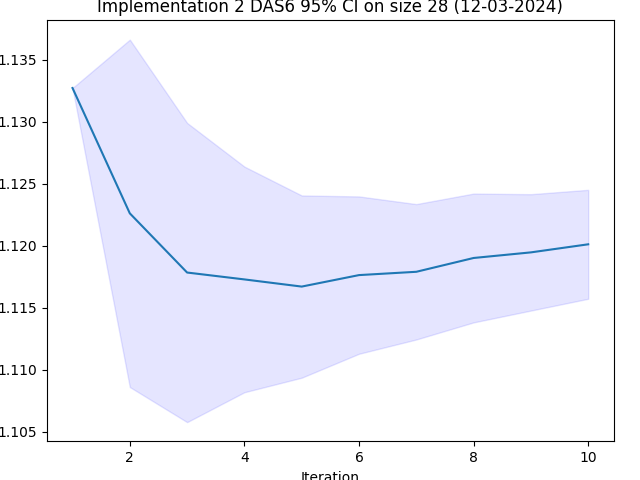 Implementation 2 DAS6 95% CI on size 28 (12-03-2024)
1.135
1.130
1.125
1.120
1.115
1.110
1.105
2 4 6 8 10
Iteration